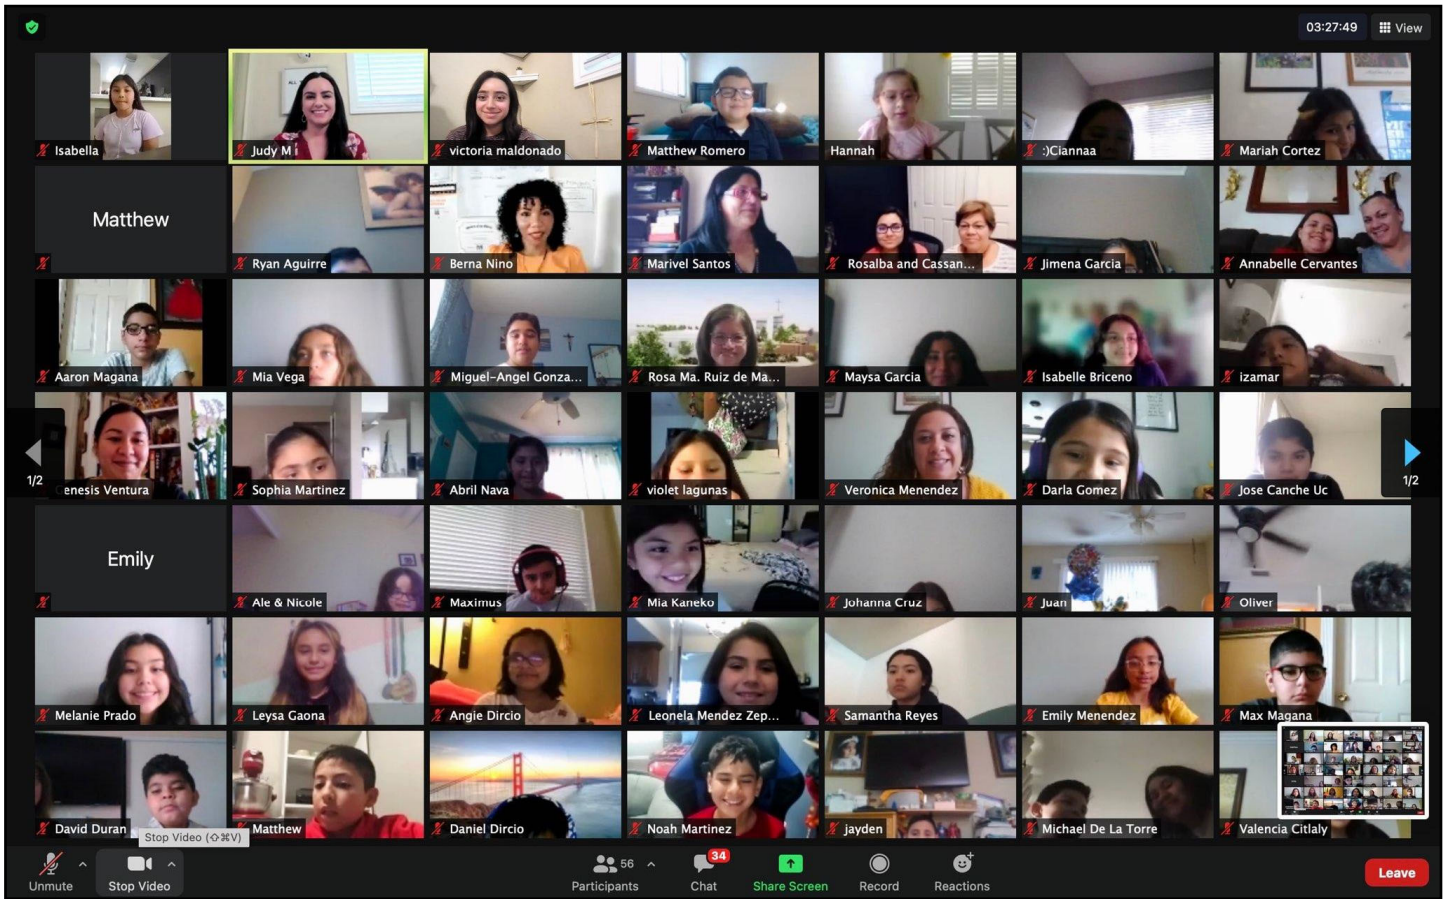 03:27:49
View
Isabella
Judy M
victoria maldonado
Matthew Romero
Hannah
:)Ciannaa
Mariah Cortez
Matthew
Ryan Aguirre
Berna Nino
Marivel Santos
Rosalba and Cassan...
Jimena Garcia
Annabelle Cervantes
Aaron Magana
Mia Vega
Miguel-Angel Gonza...
Rosa Ma. Ruiz de Ma...
Maysa Garcia
Isabelle Briceno
izamar
1/2
enesis Ventura
Sophia Martinez
Abril Nava
violet lagunas
Veronica Menendez
Darla Gomez
Jose Canche Uc
1/2
Emily
Ale & Nicole
Maximus
Mia Kaneko
Johanna Cruz
Juan
Oliver
Melanie Prado
Leysa Gaona
Angie Dircio
Leonela Mendez Zep...
Samantha Reyes
Emily Menendez
Max Magana
David Duran
Matthew
Daniel Dircio
Noah Martinez
jayden
Michael De La Torre
Valencia Citlaly
Stop Video (⇧⌘V)
Unmute
Stop Video
56
Participants
34
Chat
Share Screen
Record
Reactions
Leave